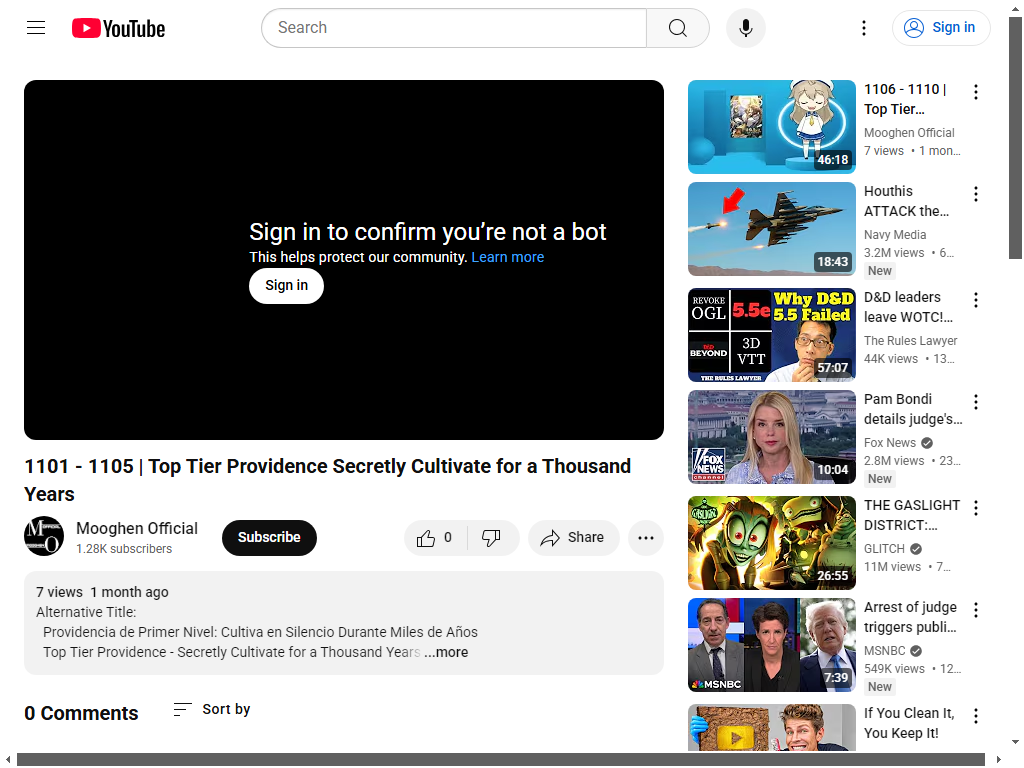 YouTube
Search
Sign in
Sign in to confirm you’re not a bot
This helps protect our community. Learn more
Sign in
1101 - 1105 | Top Tier Providence Secretly Cultivate for a Thousand
Years
Mooghen Official
1.28K subscribers
Subscribe
0
Share
7 views 1 month ago
Alternative Title:
Providencia de Primer Nivel: Cultiva en Silencio Durante Miles de Años
Top Tier Providence - Secretly Cultivate for a Thousand Years ...more
0 Comments
Sort by
46:18
1106 - 1110 |
Top Tier…
Mooghen Official
7 views • 1 mon…
18:43
Houthis
ATTACK the…
Navy Media
3.2M views • 6…
New
REVOKE
OGL
5.5e
Why D&D
5.5 Failed
D&D
BEYOND
3D
VTT
THE RULES LAWYER
57:07
D&D leaders
leave WOTC!…
The Rules Lawyer
44K views • 13…
FOX
NEWS
channel
10:04
Pam Bondi
details judge's…
Fox News
2.8M views • 23…
New
26:55
THE GASLIGHT
DISTRICT:…
GLITCH
11M views • 7…
MSNBC
7:39
Arrest of judge
triggers publi…
MSNBC
549K views • 12…
New
If You Clean It,
You Keep It!